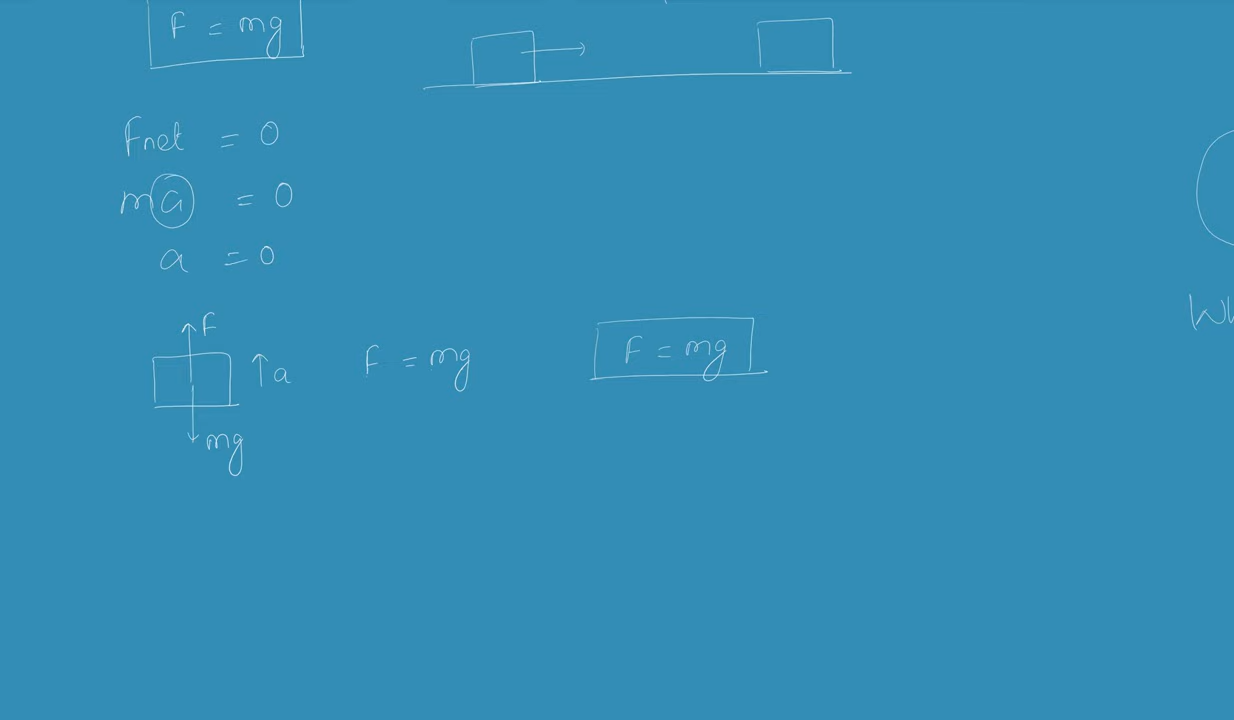 F = mg
Fnet = 0
ma = 0
a = 0
F
a
F = mg
F = mg
mg